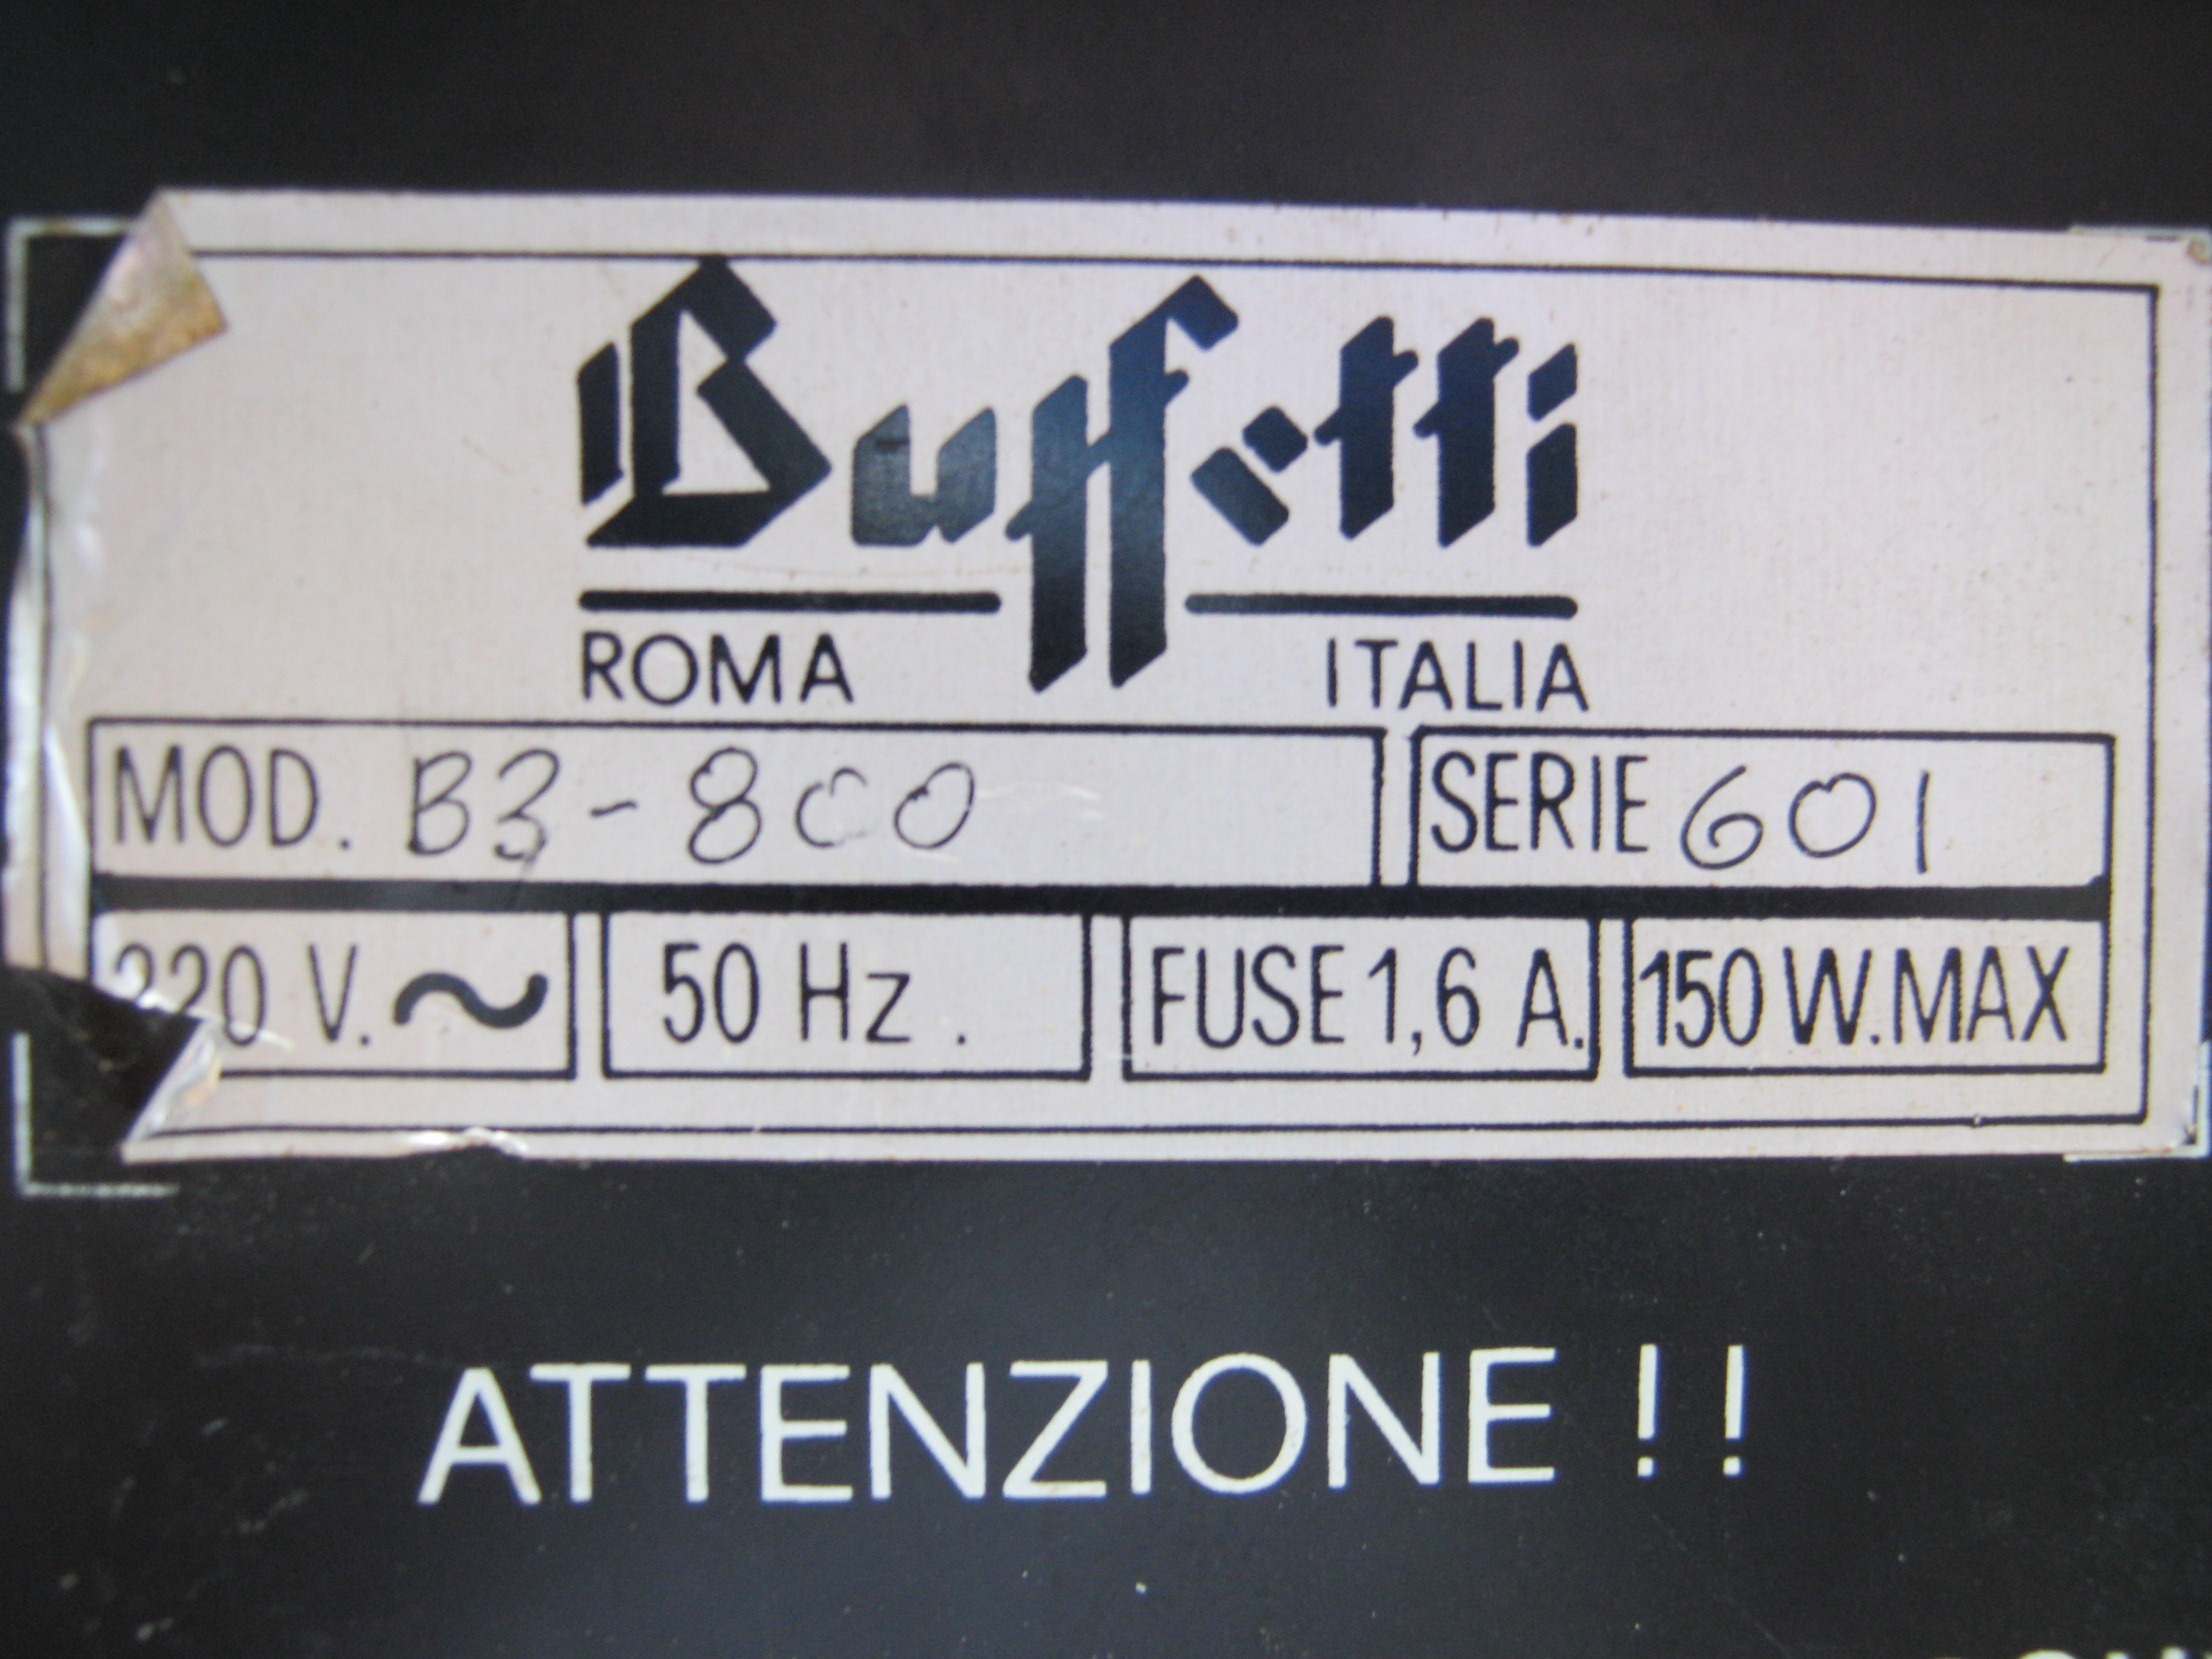 Buffetti
ROMA ITALIA
MOD. B3-800 SERIE 601
220 V.~ 50 Hz. FUSE 1,6 A. 150 W.MAX
ATTENZIONE !!